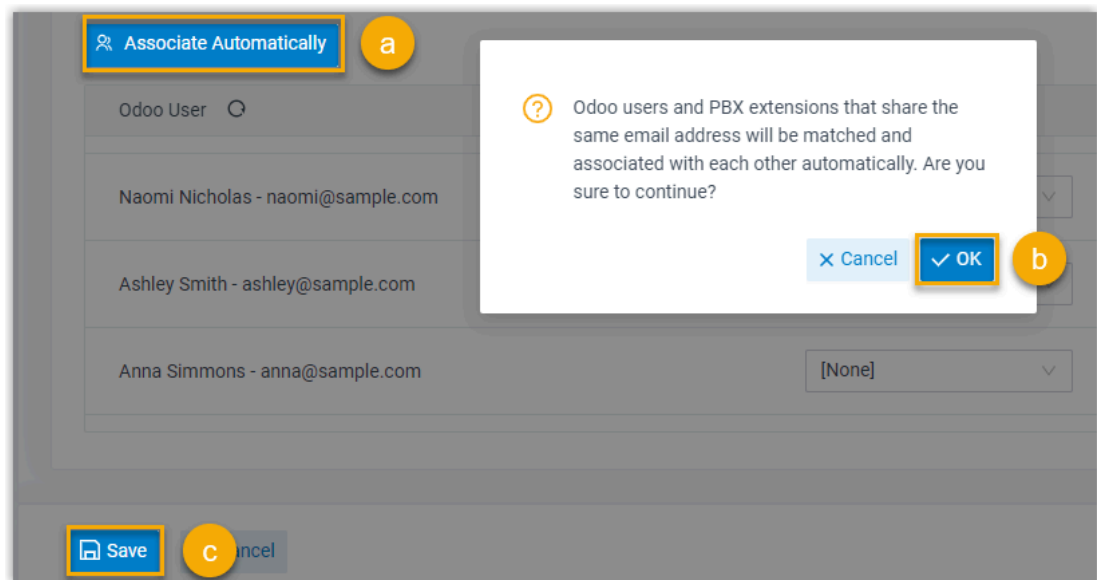 Associate Automatically
a
Odoo User
Odoo users and PBX extensions that share the
same email address will be matched and
associated with each other automatically. Are you
sure to continue?
Naomi Nicholas - naomi@sample.com
Cancel
OK
b
Ashley Smith - ashley@sample.com
Anna Simmons - anna@sample.com
[None]
Save
c
ncel